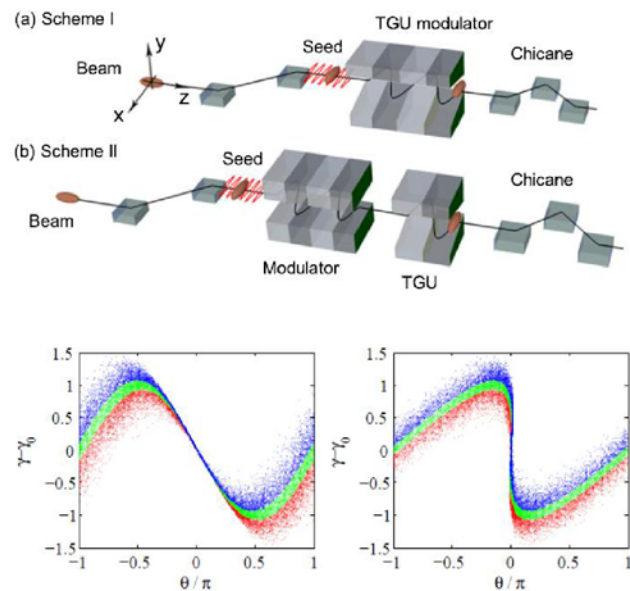 (a) Scheme I
TGU modulator
Seed
Chicane
y
Beam
z
x
(b) Scheme II
Seed
Chicane
Beam
Modulator
TGU
1.5
1
0.5
0
−0.5
−1
−1.5
γ−γ0
−1 −0.5 0 0.5 1
θ / π
1.5
1
0.5
0
−0.5
−1
−1.5
γ−γ0
−1 −0.5 0 0.5 1
θ / π